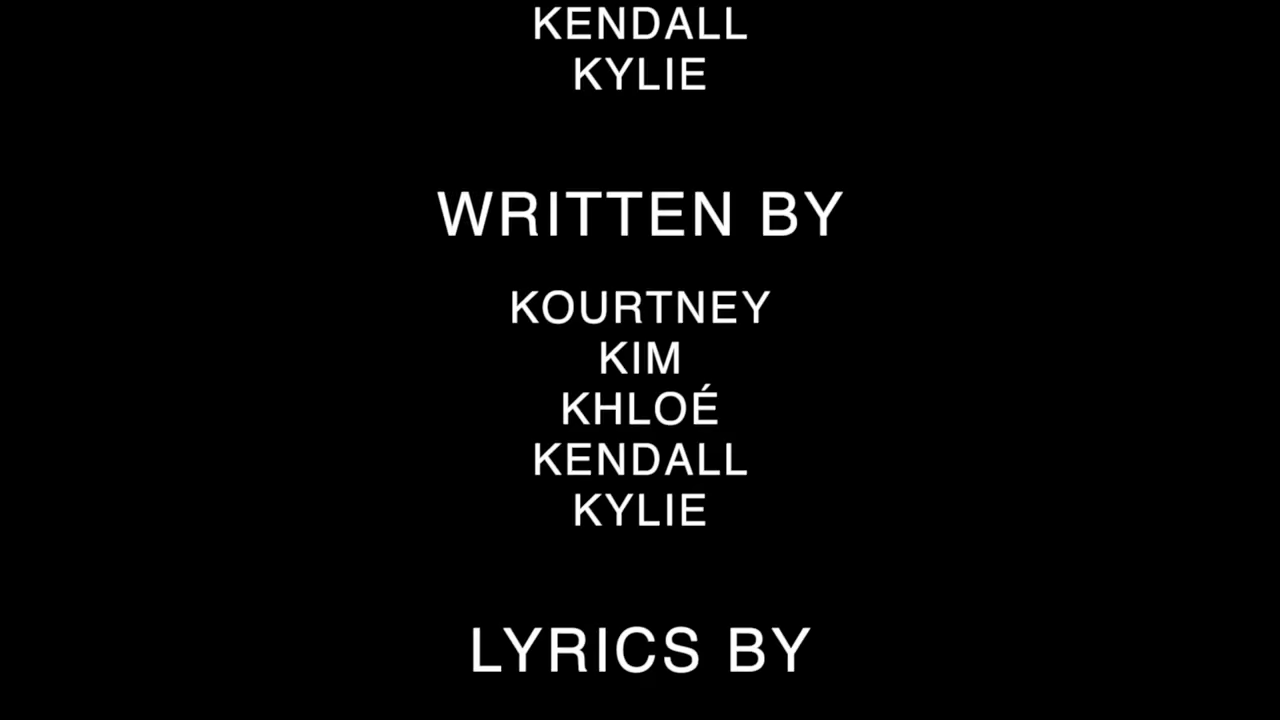 KENDALL
KYLIE
WRITTEN BY
KOURTNEY
KIM
KHLOÉ
KENDALL
KYLIE
LYRICS BY